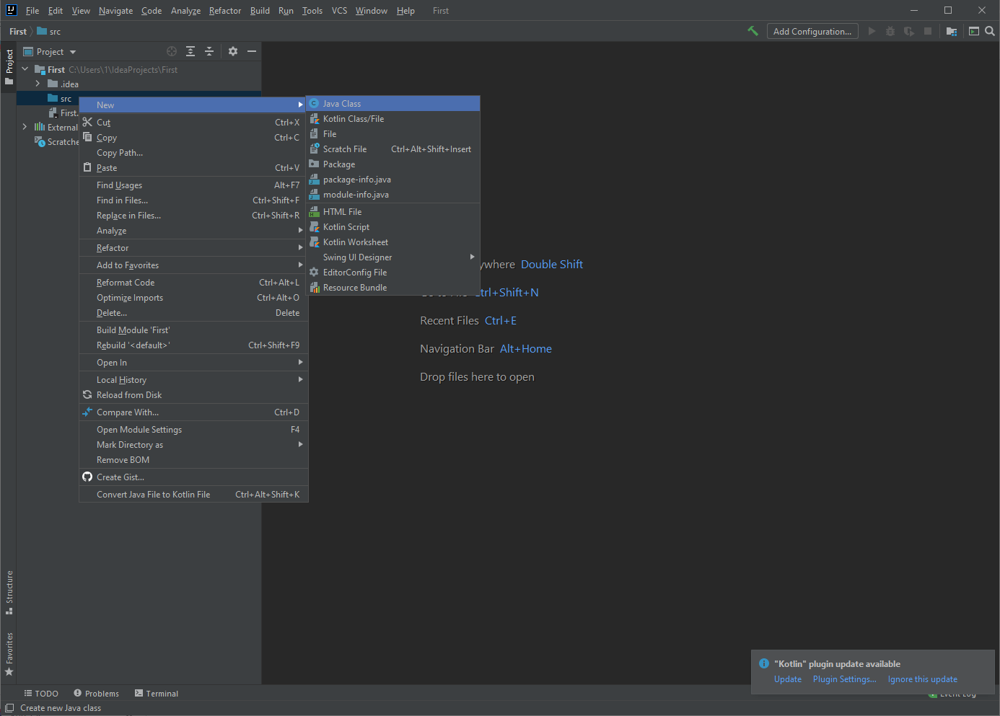 IJ File Edit View Navigate Code Analyze Refactor Build Run Tools VCS Window Help First
First src Add Configuration...
Project Project
First C:\Users\1\IdeaProjects\First
.idea
src
First.
External
Scratche
New
Cut Ctrl+X
Copy Ctrl+C
Copy Path...
Paste Ctrl+V
Find Usages Alt+F7
Find in Files... Ctrl+Shift+F
Replace in Files... Ctrl+Shift+R
Analyze
Refactor
Add to Favorites
Reformat Code Ctrl+Alt+L
Optimize Imports Ctrl+Alt+O
Delete... Delete
Build Module 'First'
Rebuild '<default>' Ctrl+Shift+F9
Open In
Local History
Reload from Disk
Compare With... Ctrl+D
Open Module Settings F4
Mark Directory as
Remove BOM
Create Gist...
Convert Java File to Kotlin File Ctrl+Alt+Shift+K
Java Class
Kotlin Class/File
File
Scratch File Ctrl+Alt+Shift+Insert
Package
package-info.java
module-info.java
HTML File
Kotlin Script
Kotlin Worksheet
Swing UI Designer
EditorConfig File
Resource Bundle
ywhere Double Shift
Go to File Ctrl+Shift+N
Recent Files Ctrl+E
Navigation Bar Alt+Home
Drop files here to open
Structure
Favorites
"Kotlin" plugin update available
Update Plugin Settings... Ignore this update
TODO Problems Terminal Event Log
Create new Java class